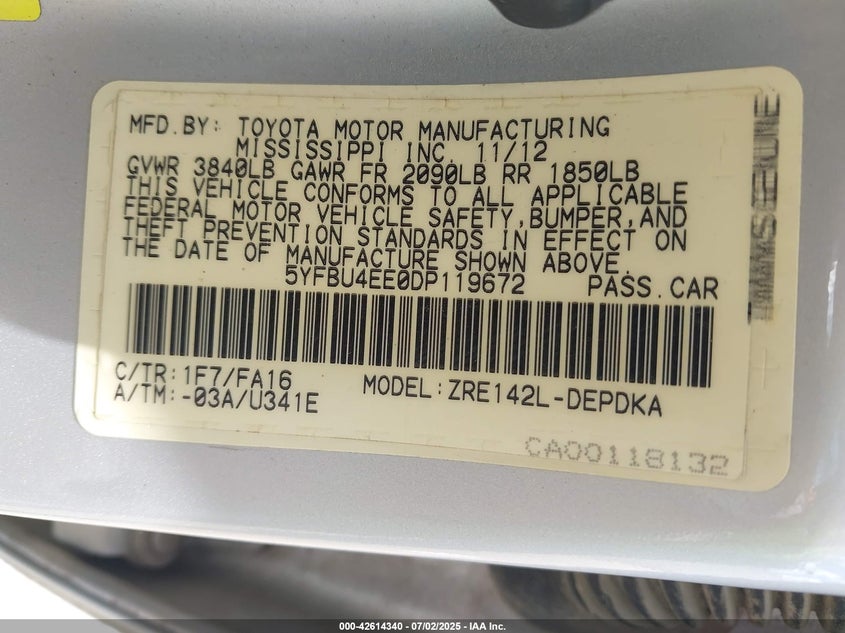 MFD.BY: TOYOTA MOTOR MANUFACTURING
MISSISSIPPI INC. 11/12
GVWR 3840LB GAWR FR 2090LB RR 1850LB
THIS VEHICLE CONFORMS TO ALL APPLICABLE
FEDERAL MOTOR VEHICLE SAFETY,BUMPER,AND
THEFT PREVENTION STANDARDS IN EFFECT ON
THE DATE OF MANUFACTURE SHOWN ABOVE.
5YFBU4EE0DP119672 PASS.CAR
C/TR:1F7/FA16
A/TM:-03A/U341E
MODEL:ZRE142L-DEPDKA
CA00118132
000-42614340 - 07/02/2025 - IAA Inc.